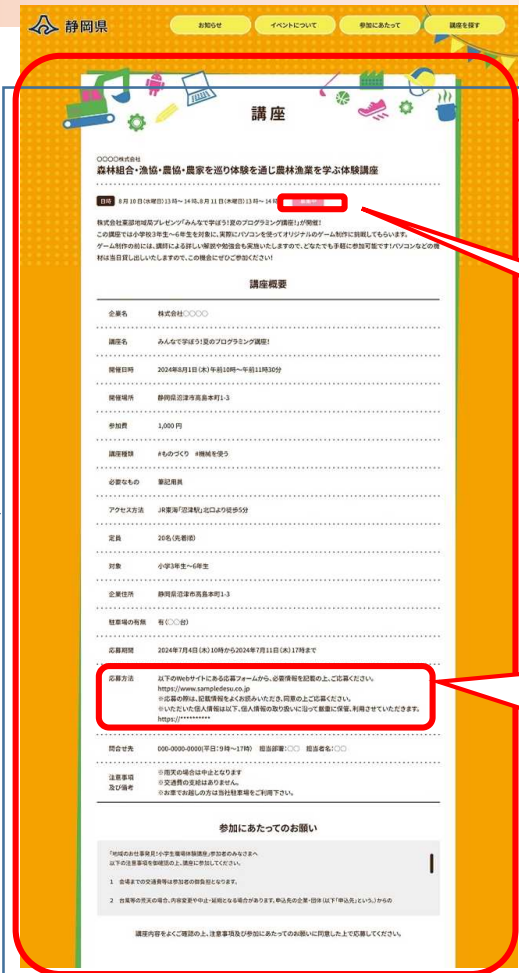 静岡県
お知らせ
イベントについて
参加にあたって
講座を探す
講座
〇〇〇〇株式会社
森林組合・漁協・農協・農家を巡り体験を通じ農林漁業を学ぶ体験講座
日時 8月10日(水曜日)13時~14時、8月11日(木曜日)13時~14時
株式会社東部地域局プレゼンツ「みんなで学ぼう!夏のプログラミング講座!」が開催!
この講座では小学校3年生~6年生を対象に、実際にパソコンを使ってオリジナルのゲーム制作に挑戦してもらいます。
ゲーム制作の前には、講師による詳しい解説や勉強会も実施いたしますので、どなたでも手軽に参加可能です!パソコンなどの機
材は当日貸し出しいたしますので、この機会にぜひご参加ください!
講座概要
企業名 株式会社〇〇〇〇
講座名 みんなで学ぼう!夏のプログラミング講座!
開催日時 2024年8月1日(木)午前10時~午前11時30分
開催場所 静岡県沼津市高島本町1-3
参加費 1,000円
講座種類 #ものづくり #機械を使う
必要なもの 筆記用具
アクセス方法 JR東海「沼津駅」北口より徒歩5分
定員 20名(先着順)
対象 小学3年生~6年生
企業住所 静岡県沼津市高島本町1-3
駐車場の有無 有(〇〇台)
応募期間 2024年7月4日(木)10時から2024年7月11日(木)17時まで
応募方法 以下のWebサイトにある応募フォームから、必要情報を記載の上、ご応募ください。
https://www.sampledesu.co.jp
※応募の際は、記載情報をよくお読みいただき、同意の上ご応募ください。
※いただいた個人情報は以下、個人情報の取り扱いに沿って厳重に保管、利用させていただきます。
https://**********
問合せ先 000-0000-0000(平日:9時~17時) 担当部署:〇〇 担当者名:〇〇
注意事項
及び備考
※雨天の場合は中止となります
※交通費の支給はありません。
※お車でお越しの方は当社駐車場をご利用下さい。
参加にあたってのお願い
「地域のお仕事発見!小学生職場体験講座」参加者のみなさまへ
以下の注意事項を御確認の上、講座に参加してください。
1 会場までの交通費等は参加者の御負担となります。
2 台風等の荒天の場合、内容変更や中止・延期となる場合があります。申込先の企業・団体(以下「申込先」という。)からの
講座内容をよくご確認の上、注意事項及び参加にあたってのお願いに同意した上で応募してください。